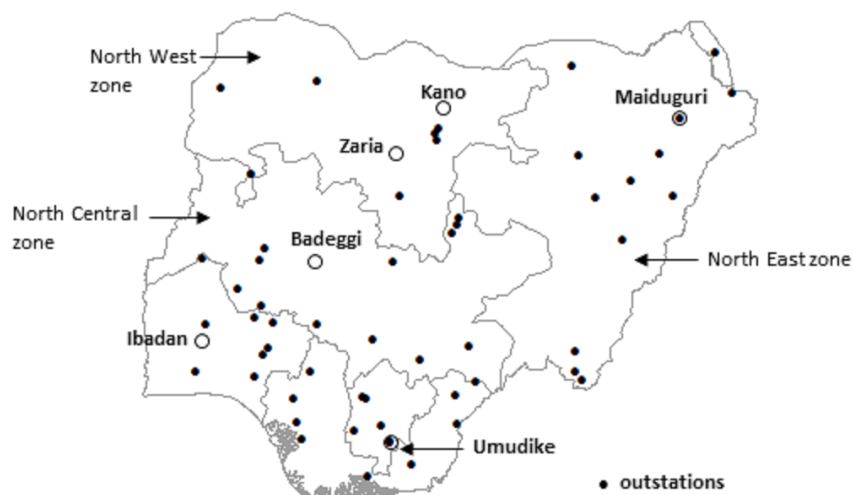 North West
zone
Kano
Maiduguri
Zaria
North Central
zone
Badeggi
North East zone
Ibadan
Umudike
outstations